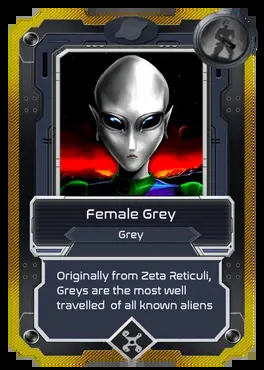 Female Grey
Grey
Originally from Zeta Reticuli,
Greys are the most well
travelled of all known aliens